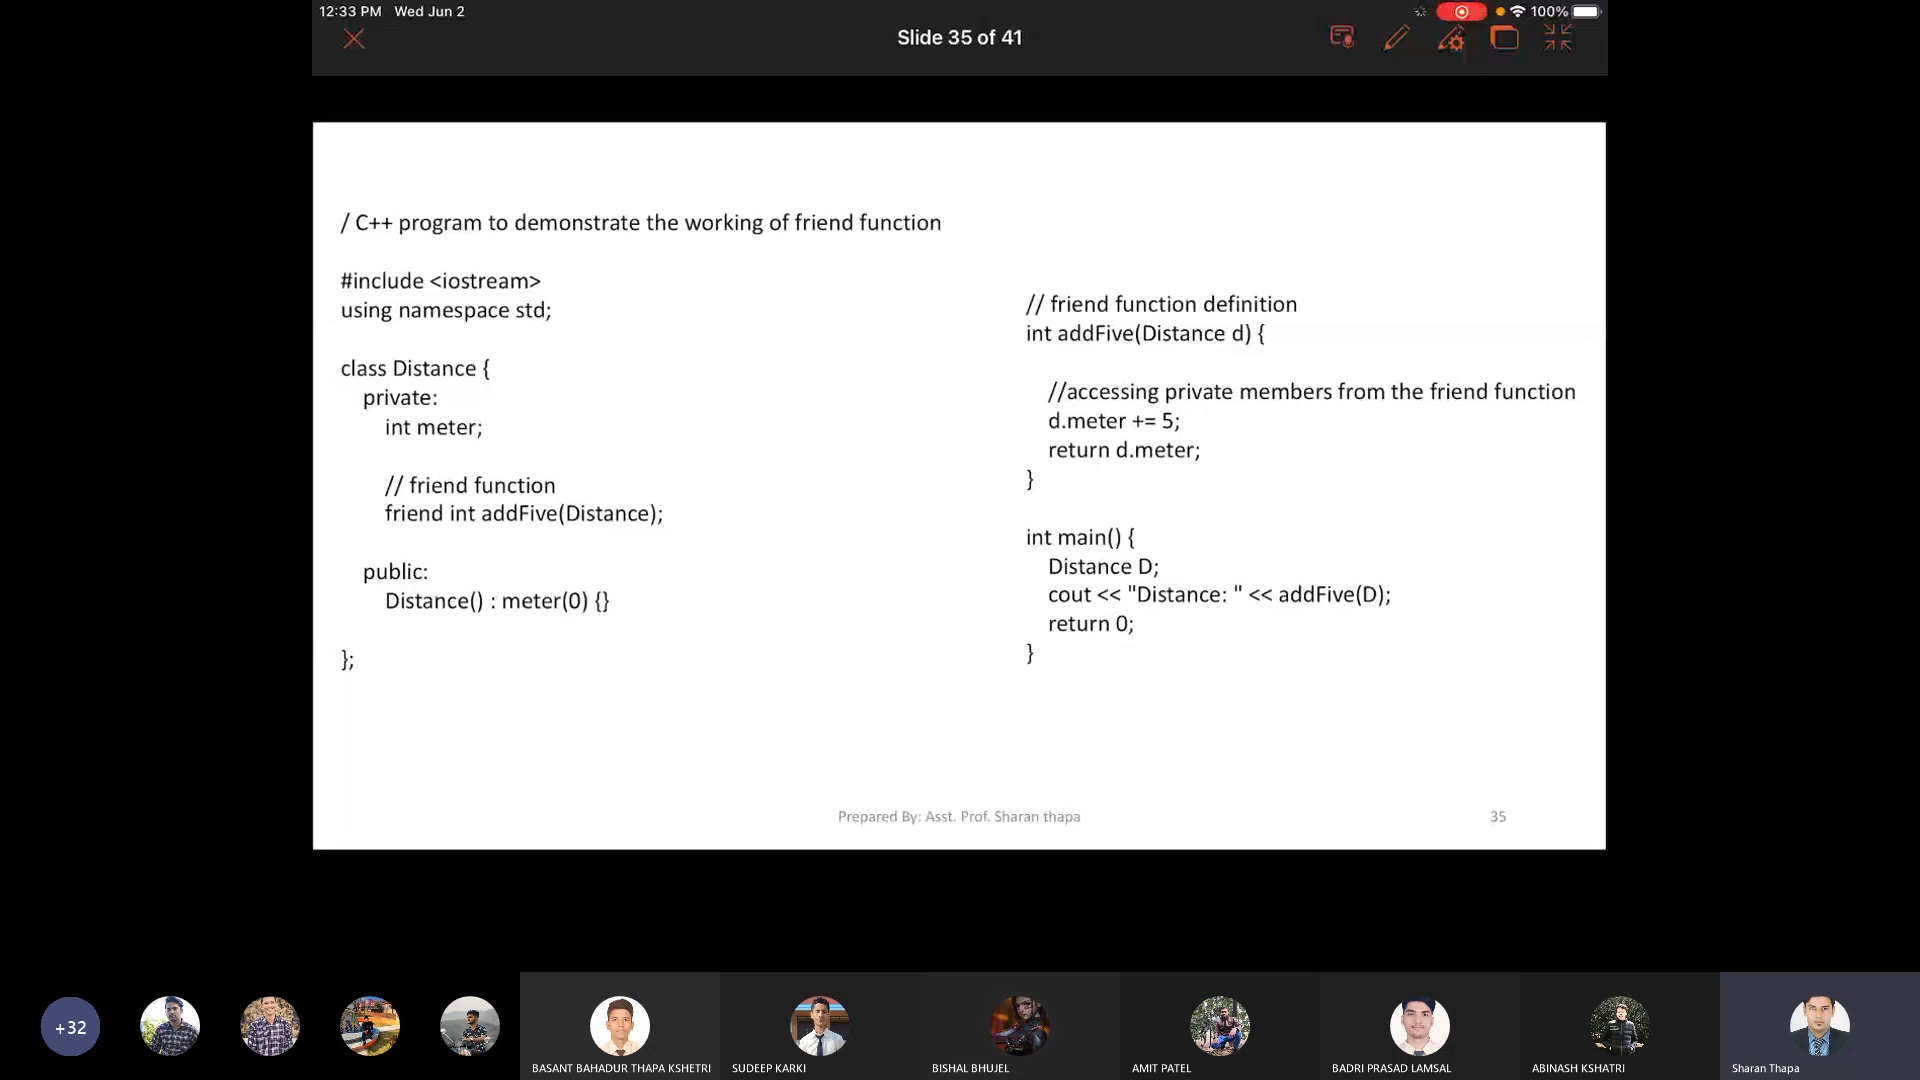 12:33 PM Wed Jun 2
100%
Slide 35 of 41
/ C++ program to demonstrate the working of friend function
#include <iostream>
using namespace std;
class Distance {
private:
int meter;
// friend function
friend int addFive(Distance);
public:
Distance() : meter(0) {}
};
// friend function definition
int addFive(Distance d) {
//accessing private members from the friend function
d.meter += 5;
return d.meter;
}
int main() {
Distance D;
cout << "Distance: " << addFive(D);
return 0;
}
Prepared By: Asst. Prof. Sharan thapa
35
+32
BASANT BAHADUR THAPA KSHETRI
SUDEEP KARKI
BISHAL BHUJEL
AMIT PATEL
BADRI PRASAD LAMSAL
ABINASH KSHATRI
Sharan Thapa